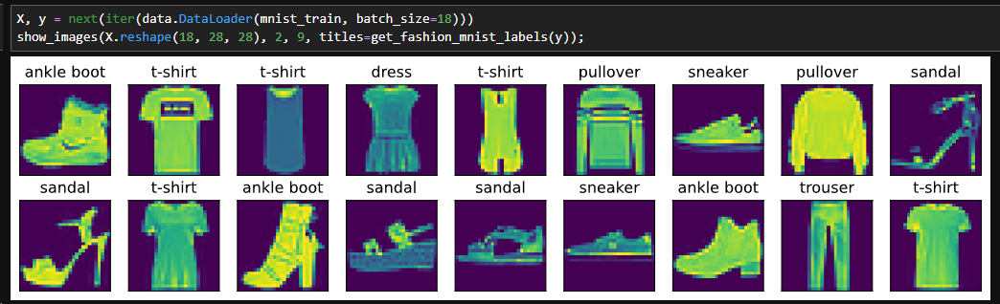 X, y = next(iter(data.DataLoader(mnist_train, batch_size=18)))
show_images(X.reshape(18, 28, 28), 2, 9, titles=get_fashion_mnist_labels(y));
ankle boot t-shirt t-shirt dress t-shirt pullover sneaker pullover sandal
sandal t-shirt ankle boot sandal sandal sneaker ankle boot trouser t-shirt